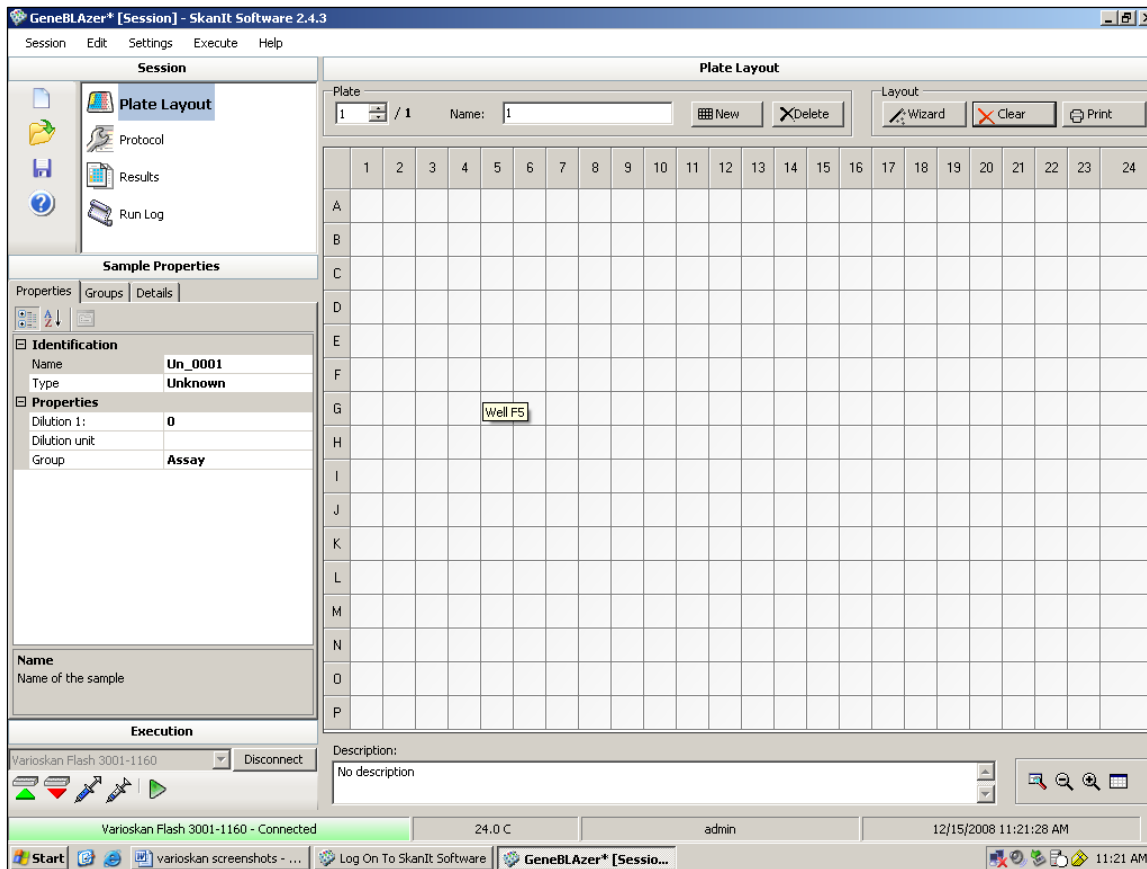 GeneBLAzer* [Session] - SkanIt Software 2.4.3
Session Edit Settings Execute Help
Session
Plate Layout
Protocol
Results
Run Log
Sample Properties
Properties Groups Details
Identification
Name Un_0001
Type Unknown
Properties
Dilution 1: 0
Dilution unit
Group Assay
Name
Name of the sample
Execution
Varioskan Flash 3001-1160 Disconnect
Plate Layout
Plate
1 / 1 Name: 1 New Delete
Layout
Wizard Clear Print
1 2 3 4 5 6 7 8 9 10 11 12 13 14 15 16 17 18 19 20 21 22 23 24
A
B
C
D
E
F
G
Well F5
H
I
J
K
L
M
N
O
P
Description:
No description
Varioskan Flash 3001-1160 - Connected 24.0 C admin 12/15/2008 11:21:28 AM
Start varioskan screenshots - ... Log On To SkanIt Software GeneBLAzer* [Sessio... 11:21 AM